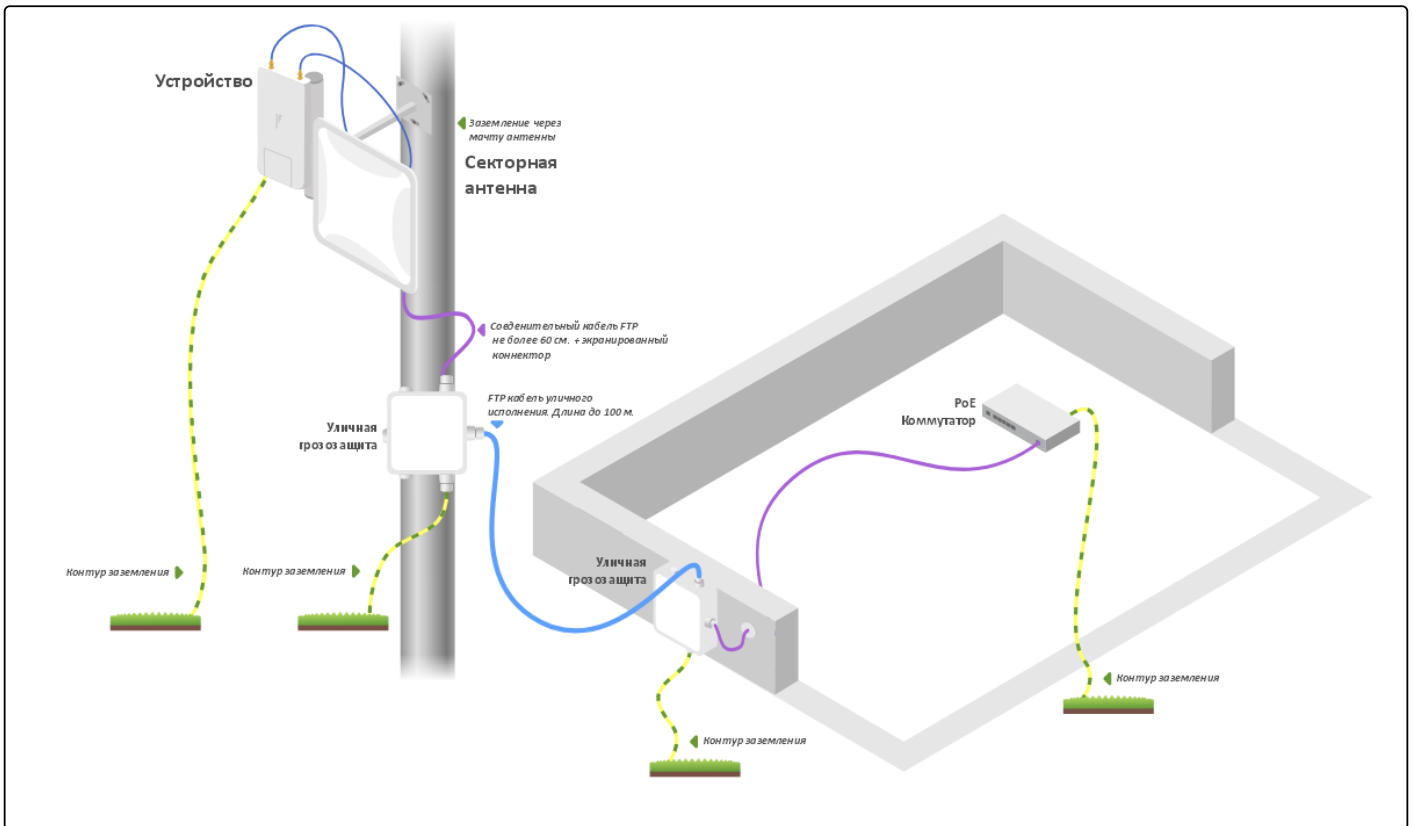 Устройство
Заземление через
мачту антенны
Секторная
антенна
Соеденительный кабель FTP
не более 60 см. + экранированный
коннектор
FTP кабель уличного
исполнения. Длина до 100 м.
Уличная
грозозащита
PoE
Коммутатор
Уличная
грозозащита
Контур заземления
Контур заземления
Контур заземления
Контур заземления